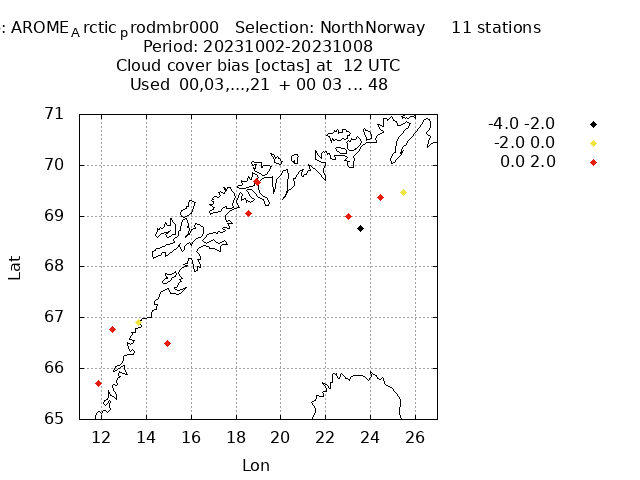 : AROME_Arctic_prodmbr000 Selection: NorthNorway 11 stations
Period: 20231002-20231008
Cloud cover bias [octas] at 12 UTC
Used 00,03,...,21 + 00 03 ... 48
-4.0 -2.0
-2.0 0.0
0.0 2.0
71
70
69
68
67
66
65
Lat
12 14 16 18 20 22 24 26
Lon